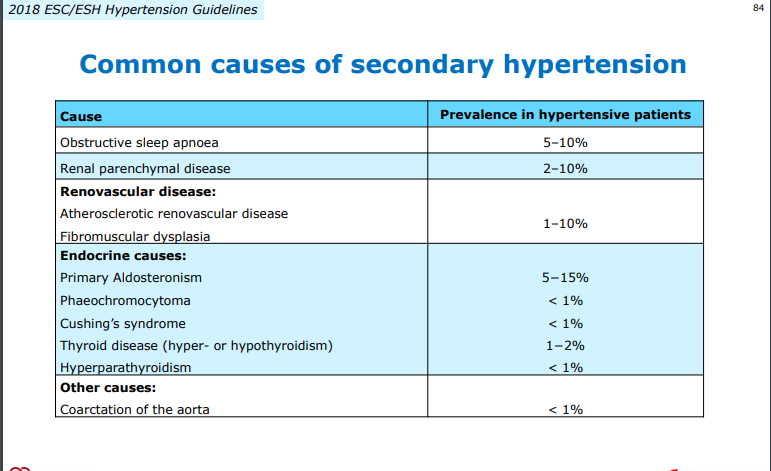 2018 ESC/ESH Hypertension Guidelines
84
Common causes of secondary hypertension
Cause Prevalence in hypertensive patients
Obstructive sleep apnoea 5–10%
Renal parenchymal disease 2–10%
Renovascular disease:
Atherosclerotic renovascular disease
1–10%
Fibromuscular dysplasia
Endocrine causes:
Primary Aldosteronism 5−15%
Phaeochromocytoma < 1%
Cushing’s syndrome < 1%
Thyroid disease (hyper- or hypothyroidism) 1−2%
Hyperparathyroidism < 1%
Other causes:
Coarctation of the aorta < 1%